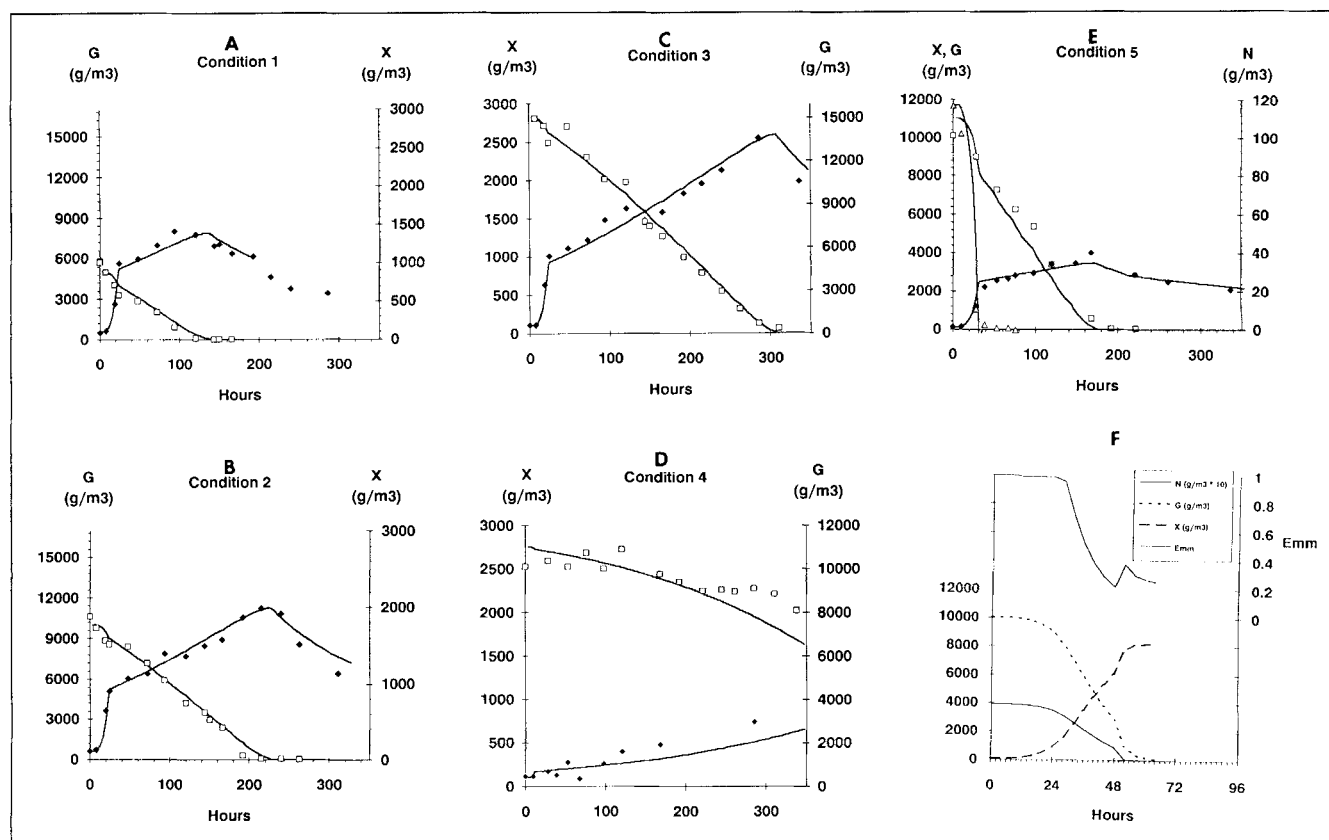 A
G
Condition 1
X
(g/m3)
(g/m3)
15000
12000
9000
6000
3000
0
3000
2500
2000
1500
1000
500
0
0 100 200 300
Hours
C
X
Condition 3
G
(g/m3)
(g/m3)
3000
2500
2000
1500
1000
500
0
15000
12000
9000
6000
3000
0
0 100 200 300
Hours
E
X, G
Condition 5
N
(g/m3)
(g/m3)
12000
10000
8000
6000
4000
2000
0
120
100
80
60
40
20
0
0 100 200 300
Hours
B
G
Condition 2
X
(g/m3)
(g/m3)
15000
12000
9000
6000
3000
0
3000
2000
1000
0
0 100 200 300
Hours
D
X
Condition 4
G
(g/m3)
(g/m3)
3000
2500
2000
1500
1000
500
0
12000
10000
8000
6000
4000
2000
0
0 100 200 300
Hours
F
N (g/m3 * 10)
G (g/m3)
X (g/m3)
Emm
1
0.8
0.6
0.4
0.2
0
Emm
12000
10000
8000
6000
4000
2000
0
0 24 48 72 96
Hours